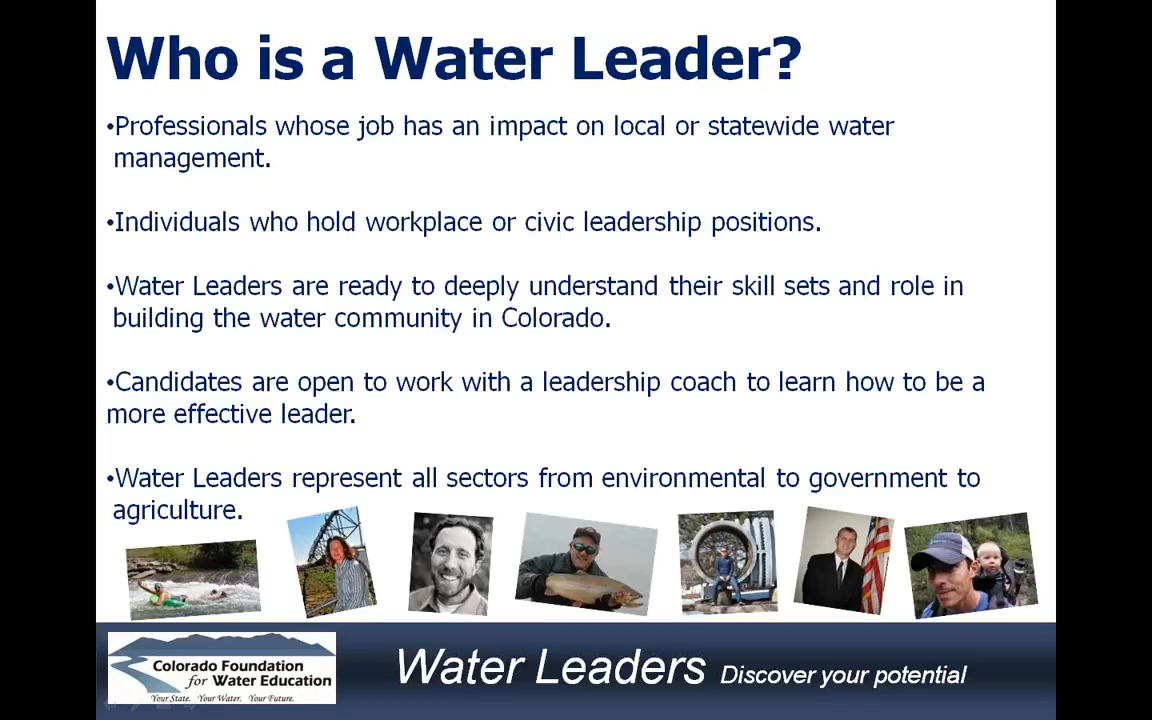 Who is a Water Leader?
•Professionals whose job has an impact on local or statewide water
management.
•Individuals who hold workplace or civic leadership positions.
•Water Leaders are ready to deeply understand their skill sets and role in
building the water community in Colorado.
•Candidates are open to work with a leadership coach to learn how to be a
more effective leader.
•Water Leaders represent all sectors from environmental to government to
agriculture.
Colorado Foundation
for Water Education
Your State. Your Water. Your Future.
Water Leaders Discover your potential